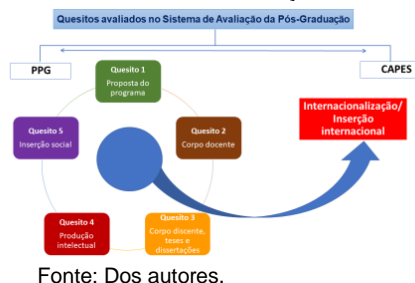 Quesitos avaliados no Sistema de Avaliação da Pós-Graduação
PPG
CAPES
Quesito 1
Proposta do
programa
Quesito 5
Inserção social
Quesito 2
Corpo docente
Internacionalização/
Inserção
internacional
Quesito 4
Produção
intelectual
Quesito 3
Corpo discente,
teses e
dissertações
Fonte: Dos autores.